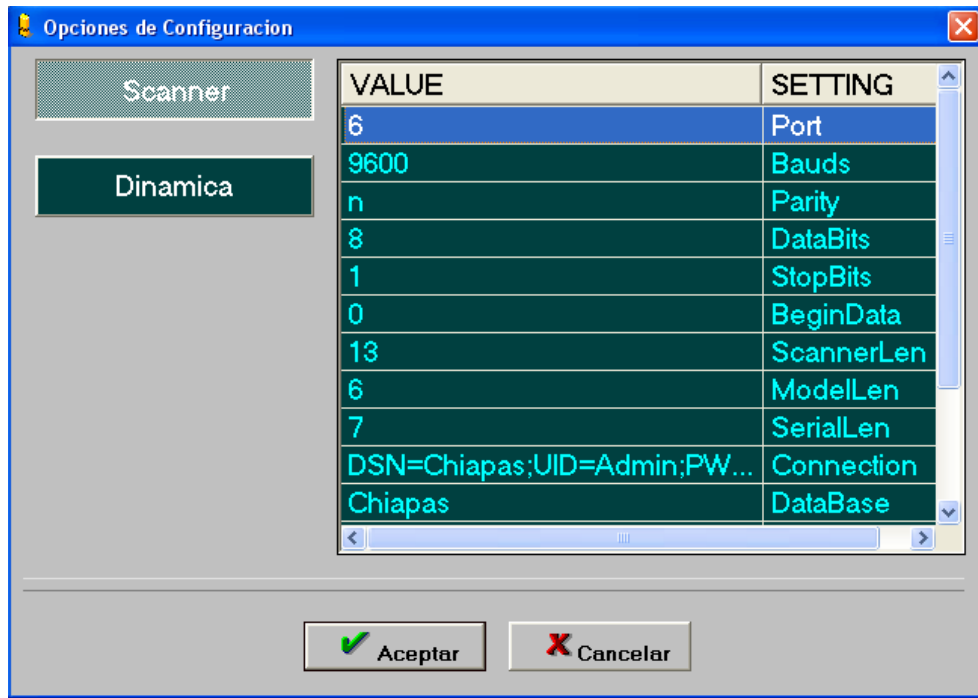 Opciones de Configuracion
Scanner
Dinamica
VALUE SETTING
6 Port
9600 Bauds
n Parity
8 DataBits
1 StopBits
0 BeginData
13 ScannerLen
6 ModelLen
7 SerialLen
DSN=Chiapas;UID=Admin;PW... Connection
Chiapas DataBase
Aceptar Cancelar